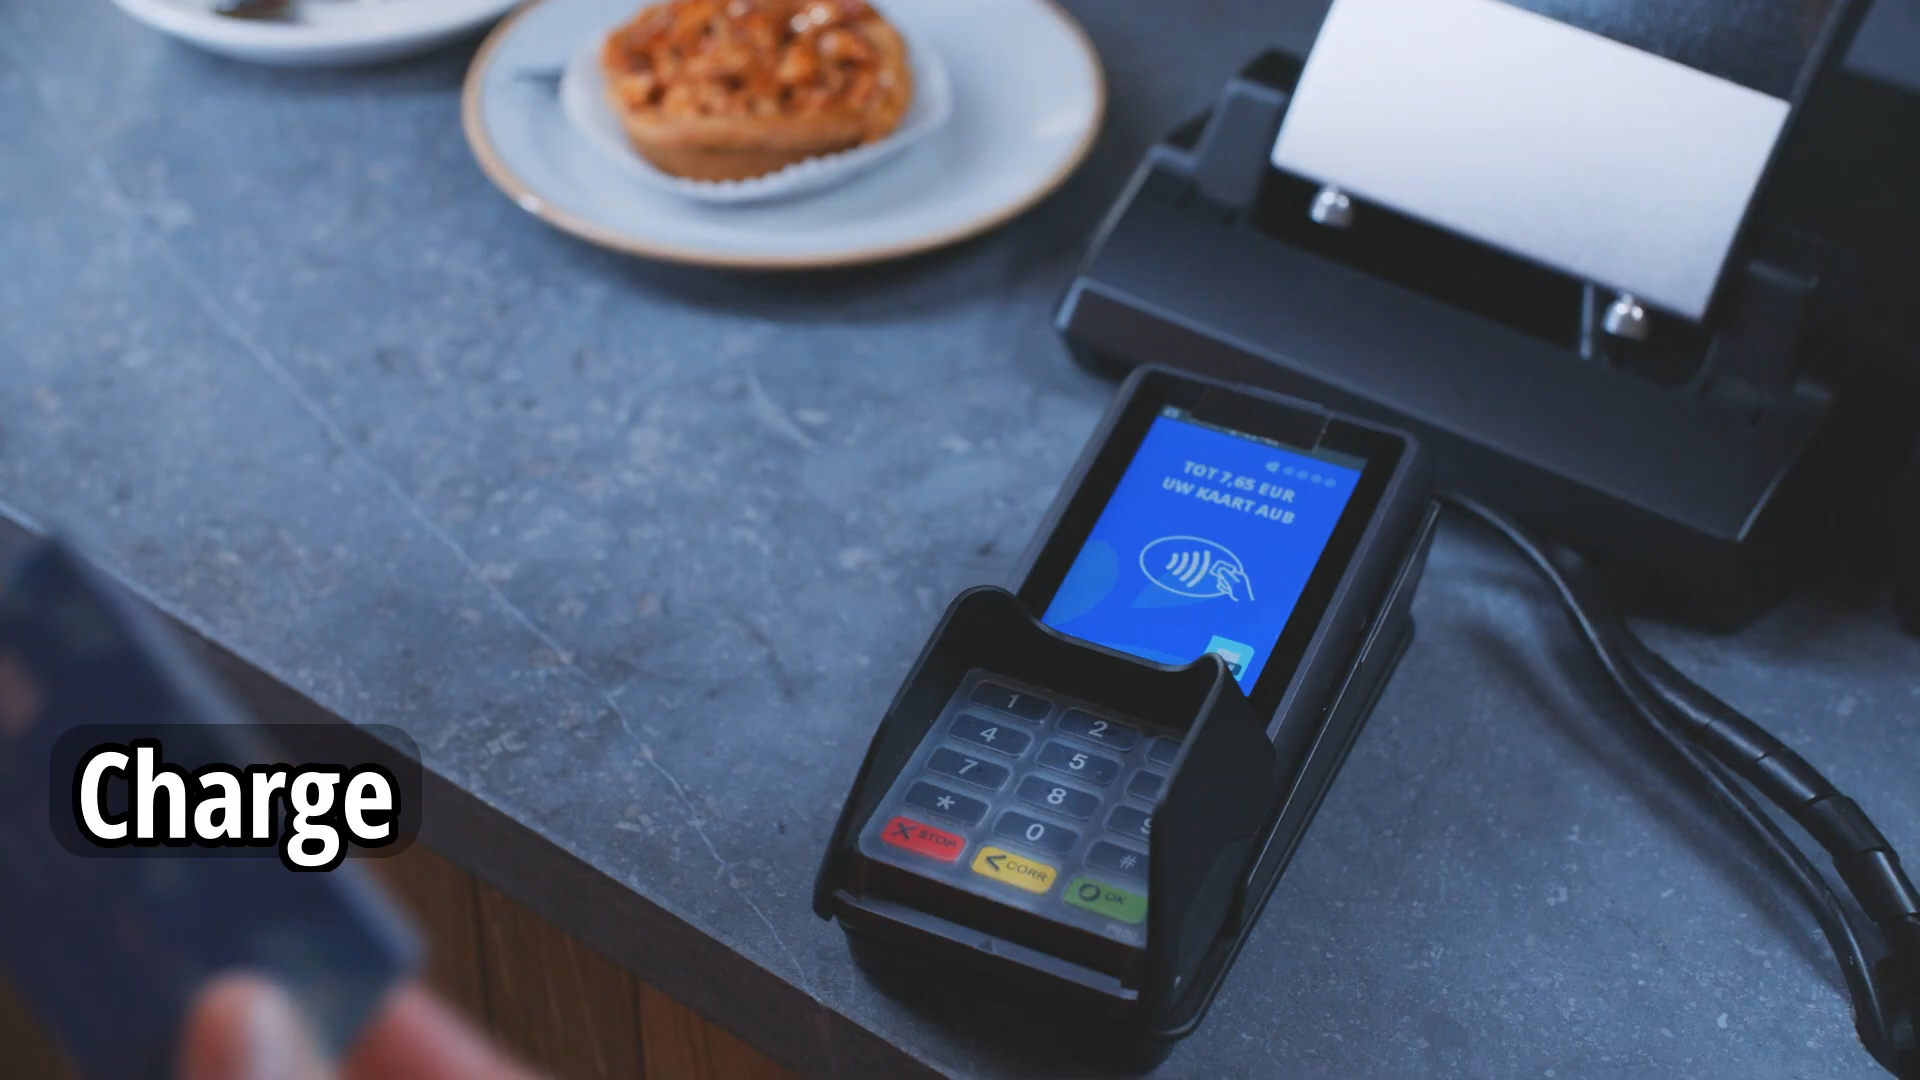 TOT 7,65 EUR
UW KAART AUB
1 2
4 5
7 8
* 0 #
STOP CORR OK
Charge